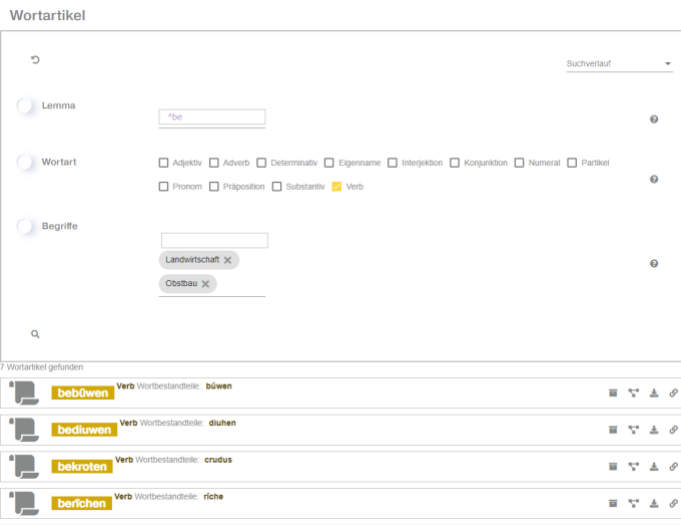 Wortartikel
Suchverlauf
Lemma
^be
Wortart
Adjektiv Adverb Determinativ Eigenname Interjektion Konjunktion Numeral Partikel
Pronom Präposition Substantiv Verb
Begriffe
Landwirtschaft
Obstbau
7 Wortartikel gefunden
bebûwen Verb Wortbestandteile: bûwen
bediuwen Verb Wortbestandteile: diuhen
bekroten Verb Wortbestandteile: crudus
berîchen Verb Wortbestandteile: rîche